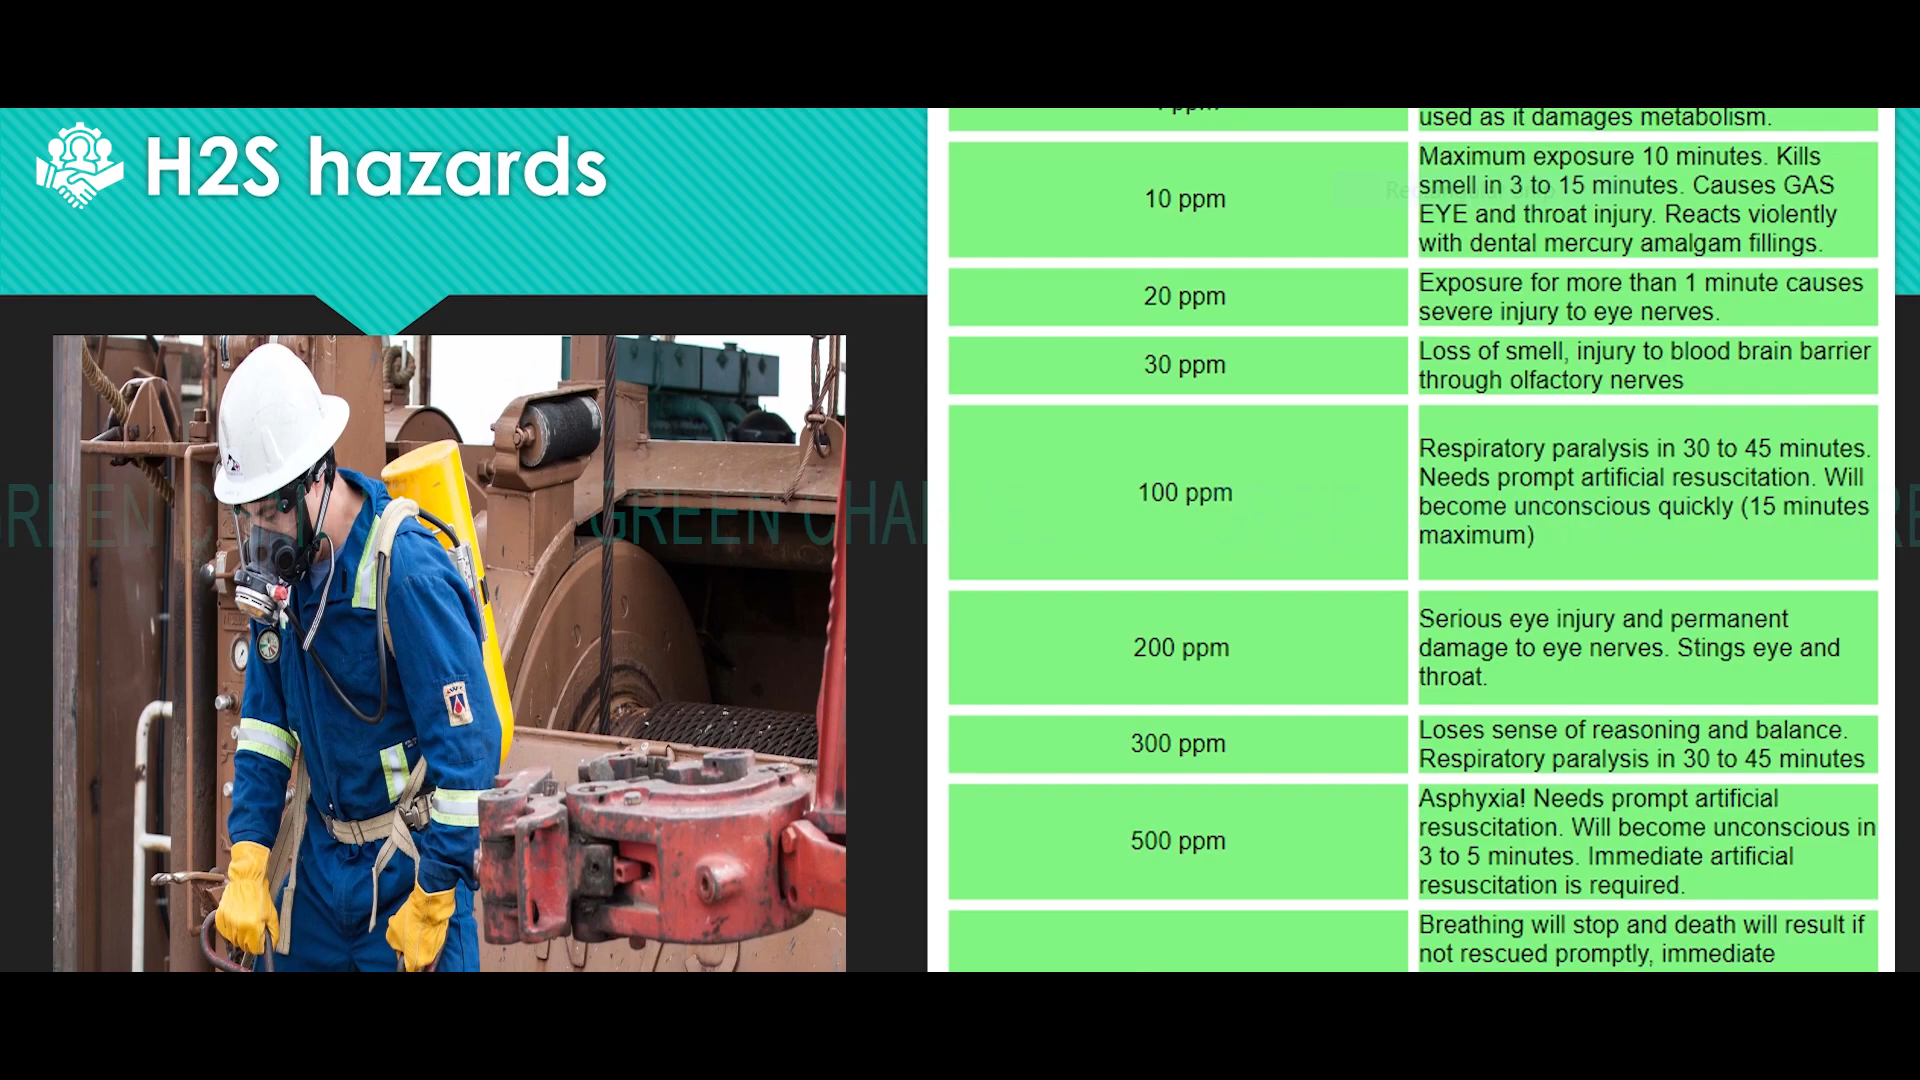 H2S hazards
used as it damages metabolism.
10 ppm
Maximum exposure 10 minutes. Kills
smell in 3 to 15 minutes. Causes GAS
EYE and throat injury. Reacts violently
with dental mercury amalgam fillings.
20 ppm
Exposure for more than 1 minute causes
severe injury to eye nerves.
30 ppm
Loss of smell, injury to blood brain barrier
through olfactory nerves
100 ppm
Respiratory paralysis in 30 to 45 minutes.
Needs prompt artificial resuscitation. Will
become unconscious quickly (15 minutes
maximum)
200 ppm
Serious eye injury and permanent
damage to eye nerves. Stings eye and
throat.
300 ppm
Loses sense of reasoning and balance.
Respiratory paralysis in 30 to 45 minutes
500 ppm
Asphyxia! Needs prompt artificial
resuscitation. Will become unconscious in
3 to 5 minutes. Immediate artificial
resuscitation is required.
Breathing will stop and death will result if
not rescued promptly, immediate
GREEN